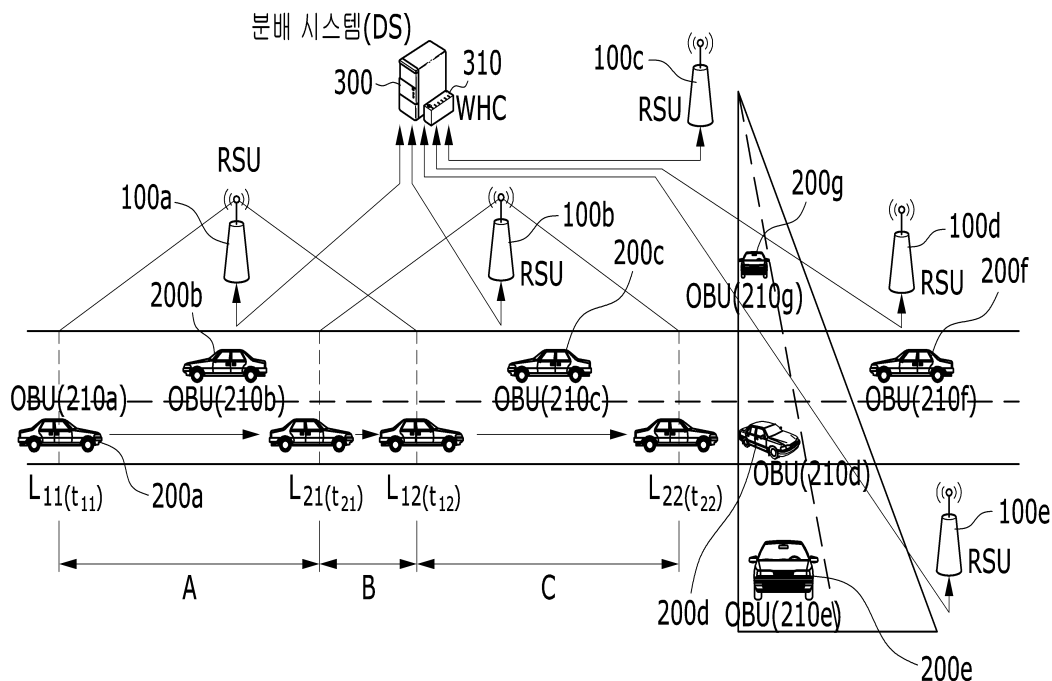 분배 시스템(DS)
300
310
WHC
100c
RSU
RSU
100a
100b
RSU
200c
200b
200g
100d
RSU
200f
OBU(210g)
OBU(210a)
OBU(210b)
OBU(210c)
OBU(210f)
OBU(210d)
L11(t11)
200a
L21(t21)
L12(t12)
L22(t22)
100e
RSU
A
B
C
200d
OBU(210e)
200e